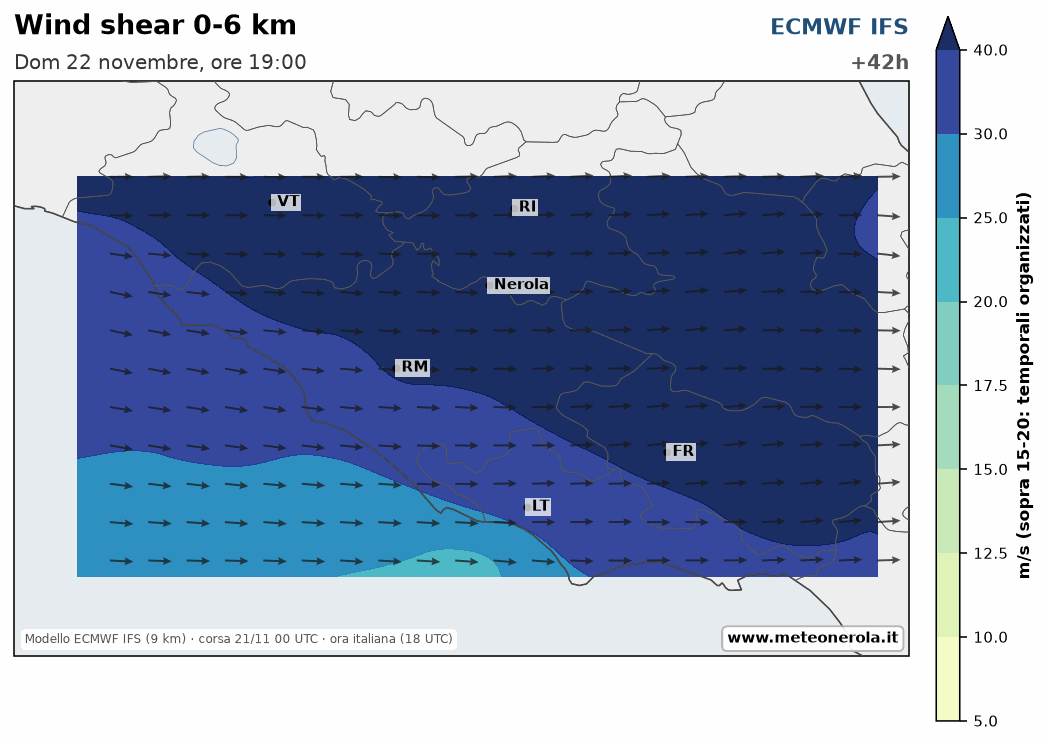 Wind shear 0-6 km
ECMWF IFS
Dom 22 novembre, ore 19:00
+42h
VT
RI
Nerola
RM
FR
LT
40.0
30.0
25.0
20.0
17.5
15.0
12.5
10.0
5.0
m/s (sopra 15-20: temporali organizzati)
Modello ECMWF IFS (9 km) · corsa 21/11 00 UTC · ora italiana (18 UTC)
www.meteonerola.it